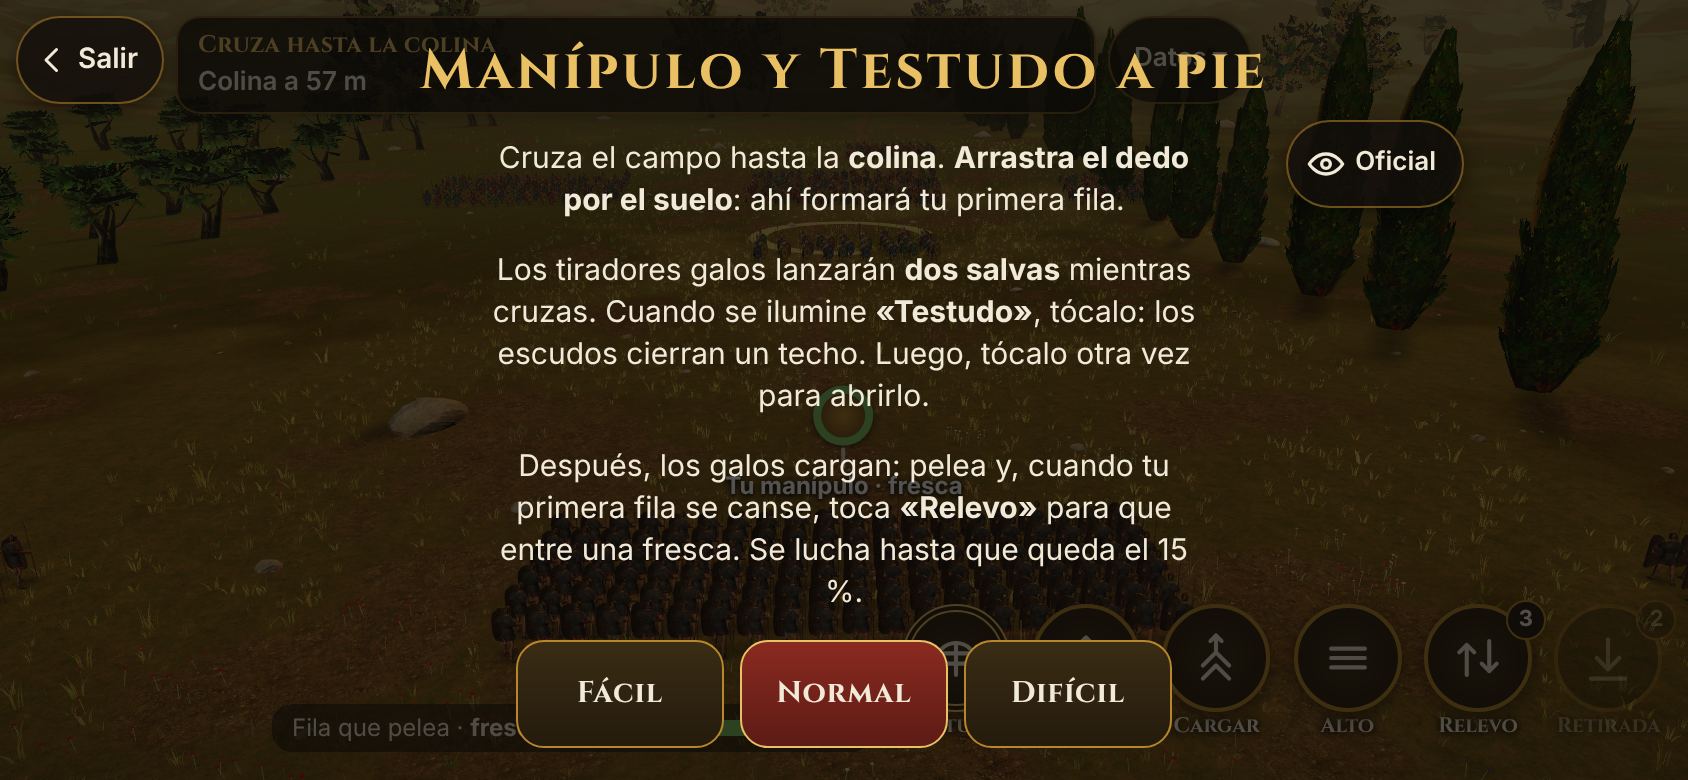 Salir
Cruza hasta la colina
Colina a 57 m
Manípulo y Testudo a pie
Datos
Oficial
Cruza el campo hasta la colina. Arrastra el dedo
por el suelo: ahí formará tu primera fila.
Los tiradores galos lanzarán dos salvas mientras
cruzas. Cuando se ilumine «Testudo», tócalo: los
escudos cierran un techo. Luego, tócalo otra vez
para abrirlo.
Después, los galos cargan: pelea y, cuando tu
Tu manípulo · fresca
primera fila se canse, toca «Relevo» para que
entre una fresca. Se lucha hasta que queda el 15
%.
3
2
Fácil
Normal
Difícil
Cargar
Alto
Relevo
Retirada
Fila que pelea ·